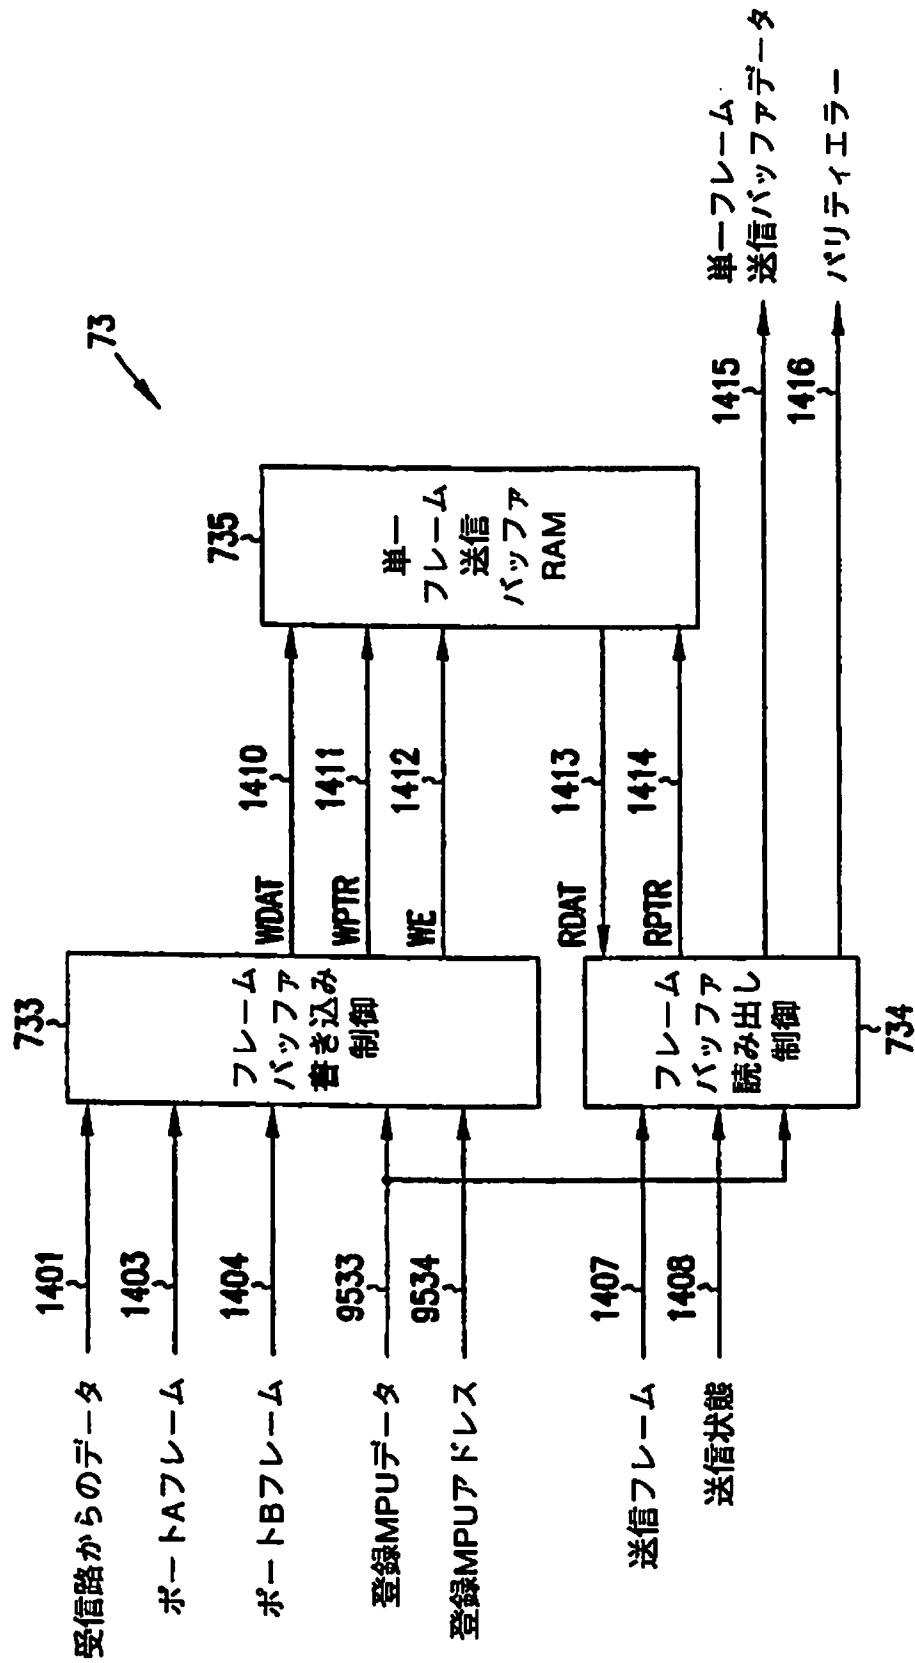 73
受信路からのデータ
1401
ポートAフレーム
1403
ポートBフレーム
1404
登録MPUデータ
9533
登録MPUアドレス
9534
733
フレーム
バッファ
書き込み
制御
WDAT
1410
WPTR
1411
WE
1412
735
単一
フレーム
送信
バッファ
RAM
送信フレーム
1407
送信状態
1408
フレーム
バッファ
読み出し
制御
734
RDAT
1413
RPTR
1414
1415
単一フレーム
送信バッファデータ
1416
パリティエラー